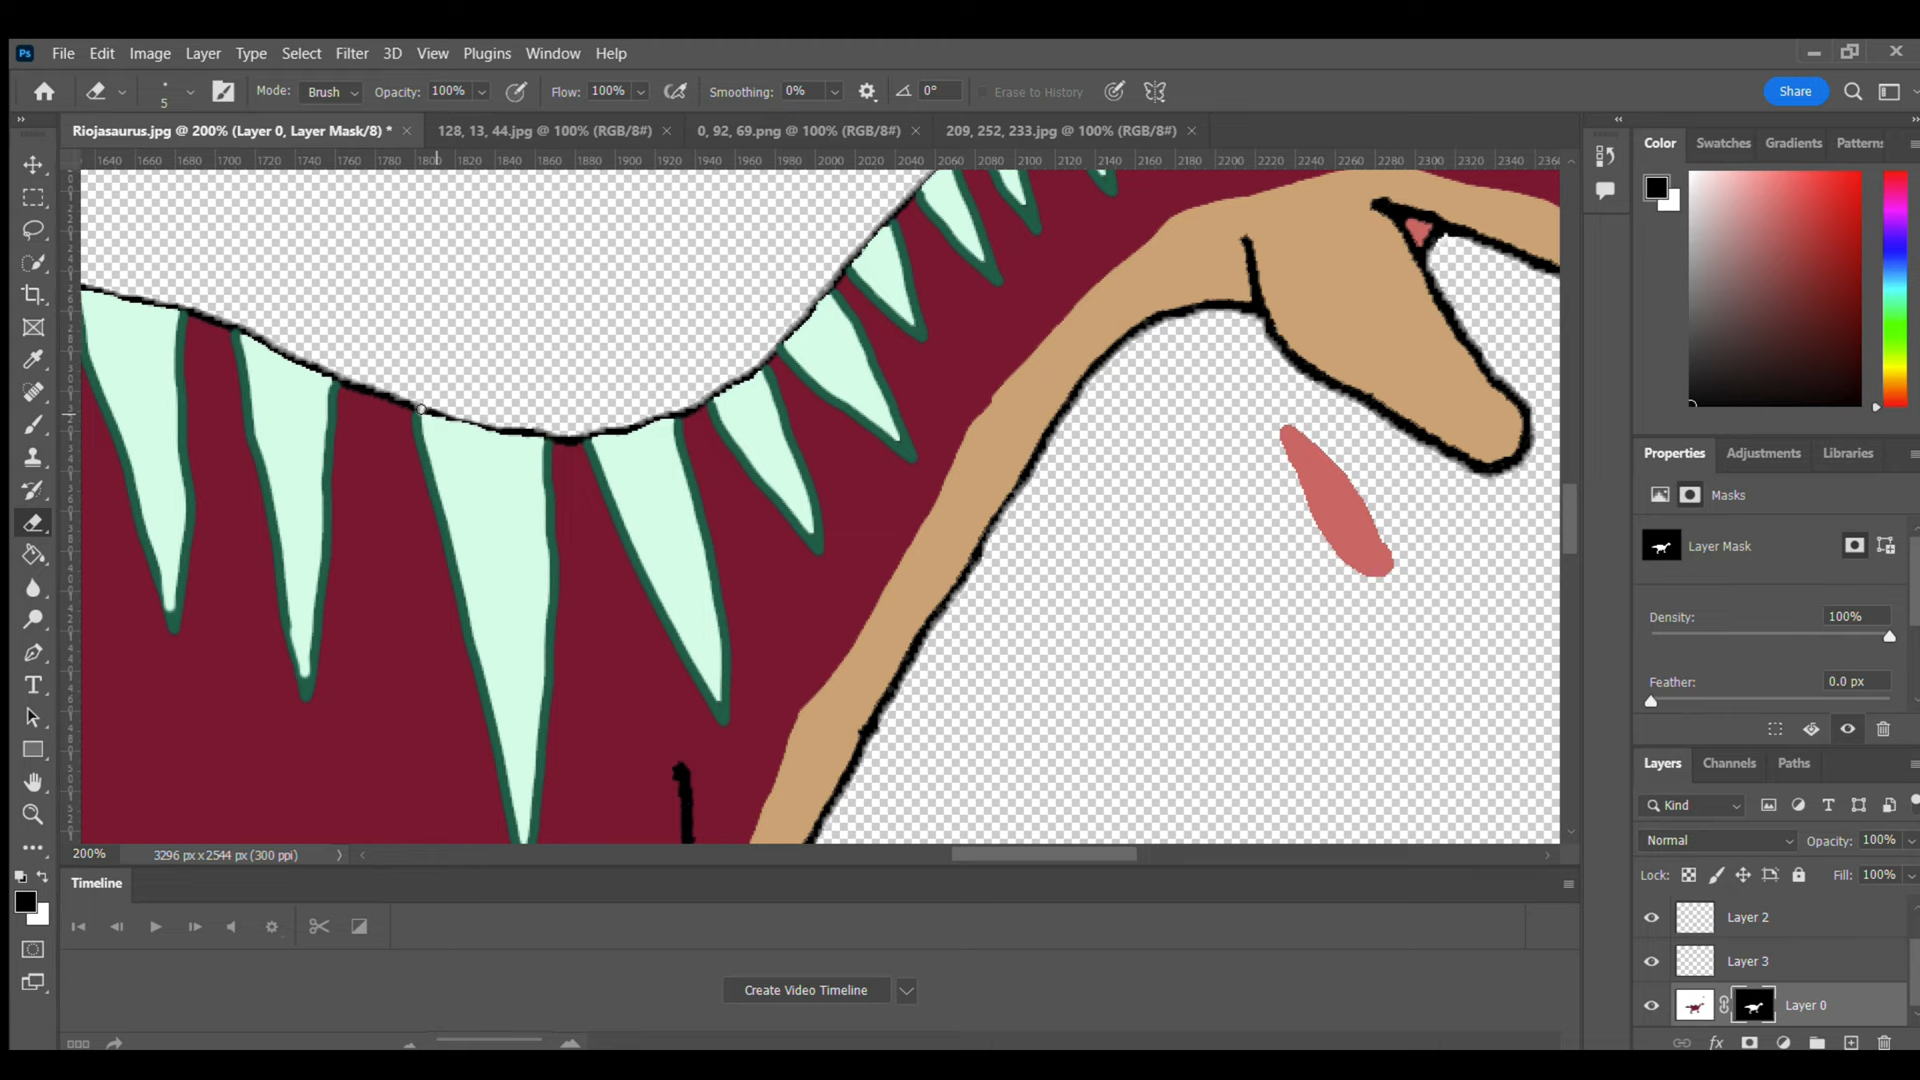 Ps File Edit Image Layer Type Select Filter 3D View Plugins Window Help
5 Mode: Brush Opacity: 100% Flow: 100% Smoothing: 0% 0° Erase to History Share
Riojasaurus.jpg @ 200% (Layer 0, Layer Mask/8) * 128, 13, 44.jpg @ 100% (RGB/8#) 0, 92, 69.png @ 100% (RGB/8#) 209, 252, 233.jpg @ 100% (RGB/8#)
1640 1660 1680 1700 1720 1740 1760 1780 1800 1820 1840 1860 1880 1900 1920 1940 1960 1980 2000 2020 2040 2060 2080 2100 2120 2140 2160 2180 2200 2220 2240 2260 2280 2300 2320 2340 2360
Color Swatches Gradients Patterns
Properties Adjustments Libraries
Masks
Layer Mask
Density: 100%
Feather: 0.0 px
Layers Channels Paths
Kind
Normal Opacity: 100%
Lock: Fill: 100%
Layer 2
Layer 3
Layer 0
fx
200% 3296 px x 2544 px (300 ppi)
Timeline
Create Video Timeline